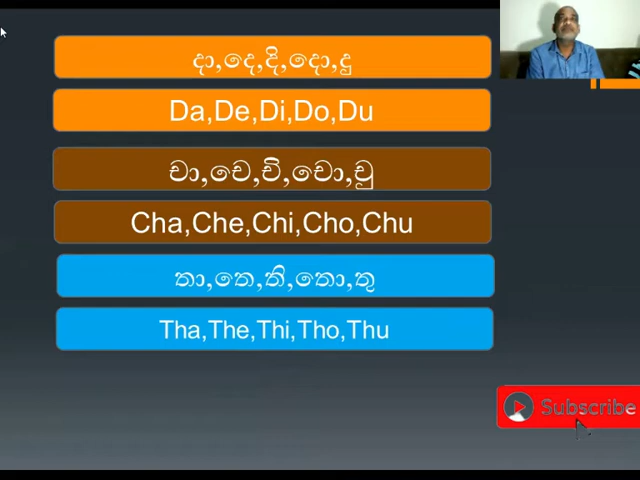 දා,දෙ,දි,දො,දු
Da,De,Di,Do,Du
චා,චෙ,චි,චො,චු
Cha,Che,Chi,Cho,Chu
තා,තෙ,ති,තො,තු
Tha,The,Thi,Tho,Thu
Subscribe